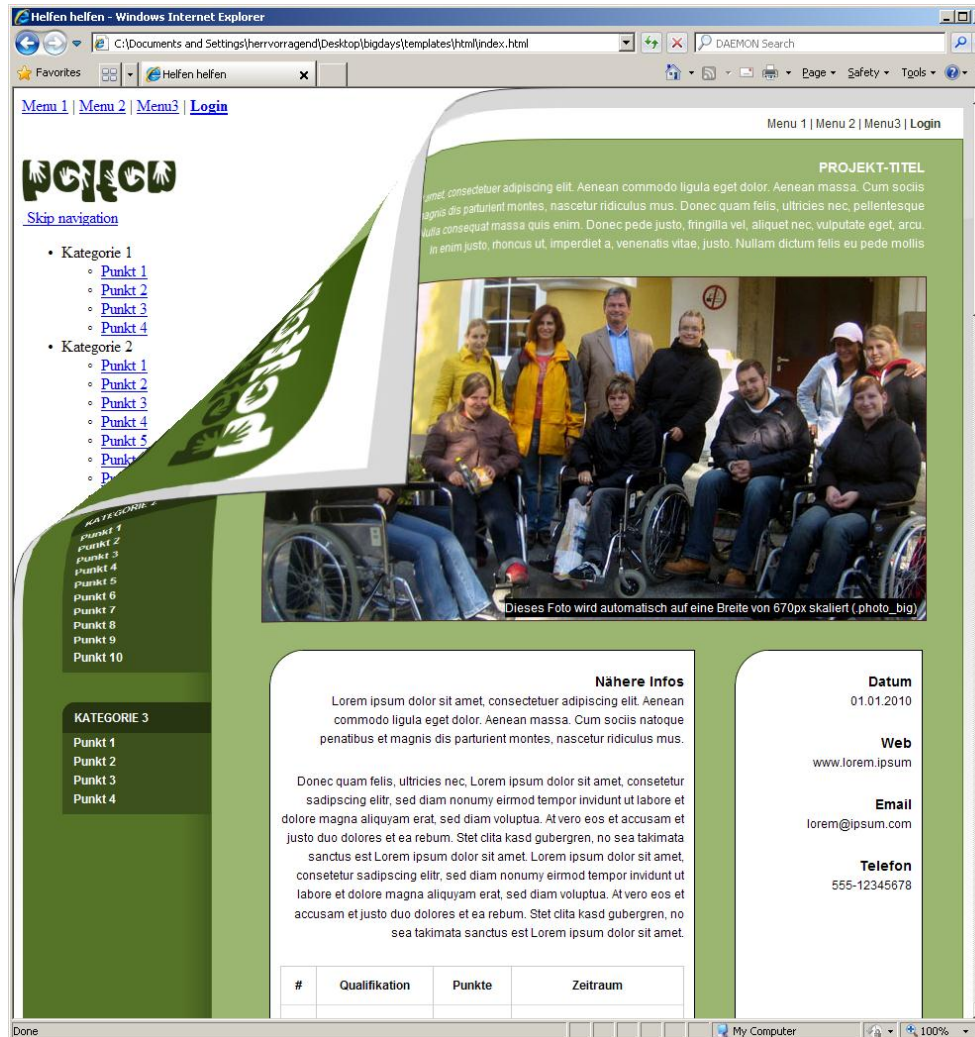 Helfen helfen - Windows Internet Explorer
C:\Documents and Settings\herrvorragend\Desktop\bigdays\templates\html\index.html
DAEMON Search
Favorites
Helfen helfen
Page
Safety
Tools
Menu 1 | Menu 2 | Menu3 | Login
Menu 1 | Menu 2 | Menu3 | Login
helfen
Skip navigation
• Kategorie 1
Punkt 1
Punkt 2
Punkt 3
Punkt 4
• Kategorie 2
Punkt 1
Punkt 2
Punkt 3
Punkt 4
Punkt 5
KATEGORIE 2
Punkt 1
Punkt 2
Punkt 3
Punkt 4
Punkt 5
Punkt 6
Punkt 7
Punkt 8
Punkt 9
Punkt 10
KATEGORIE 3
Punkt 1
Punkt 2
Punkt 3
Punkt 4
PROJEKT-TITEL
amet, consectetuer adipiscing elit. Aenean commodo ligula eget dolor. Aenean massa. Cum sociis
magnis dis parturient montes, nascetur ridiculus mus. Donec quam felis, ultricies nec, pellentesque
Nulla consequat massa quis enim. Donec pede justo, fringilla vel, aliquet nec, vulputate eget, arcu.
In enim justo, rhoncus ut, imperdiet a, venenatis vitae, justo. Nullam dictum felis eu pede mollis
Dieses Foto wird automatisch auf eine Breite von 670px skaliert (.photo_big)
Nähere Infos
Lorem ipsum dolor sit amet, consectetuer adipiscing elit. Aenean
commodo ligula eget dolor. Aenean massa. Cum sociis natoque
penatibus et magnis dis parturient montes, nascetur ridiculus mus.
Donec quam felis, ultricies nec, Lorem ipsum dolor sit amet, consetetur
sadipscing elitr, sed diam nonumy eirmod tempor invidunt ut labore et
dolore magna aliquyam erat, sed diam voluptua. At vero eos et accusam et
justo duo dolores et ea rebum. Stet clita kasd gubergren, no sea takimata
sanctus est Lorem ipsum dolor sit amet. Lorem ipsum dolor sit amet,
consetetur sadipscing elitr, sed diam nonumy eirmod tempor invidunt ut
labore et dolore magna aliquyam erat, sed diam voluptua. At vero eos et
accusam et justo duo dolores et ea rebum. Stet clita kasd gubergren, no
sea takimata sanctus est Lorem ipsum dolor sit amet.
# Qualifikation Punkte Zeitraum
Datum
01.01.2010
Web
www.lorem.ipsum
Email
lorem@ipsum.com
Telefon
555-12345678
Done
My Computer
100%